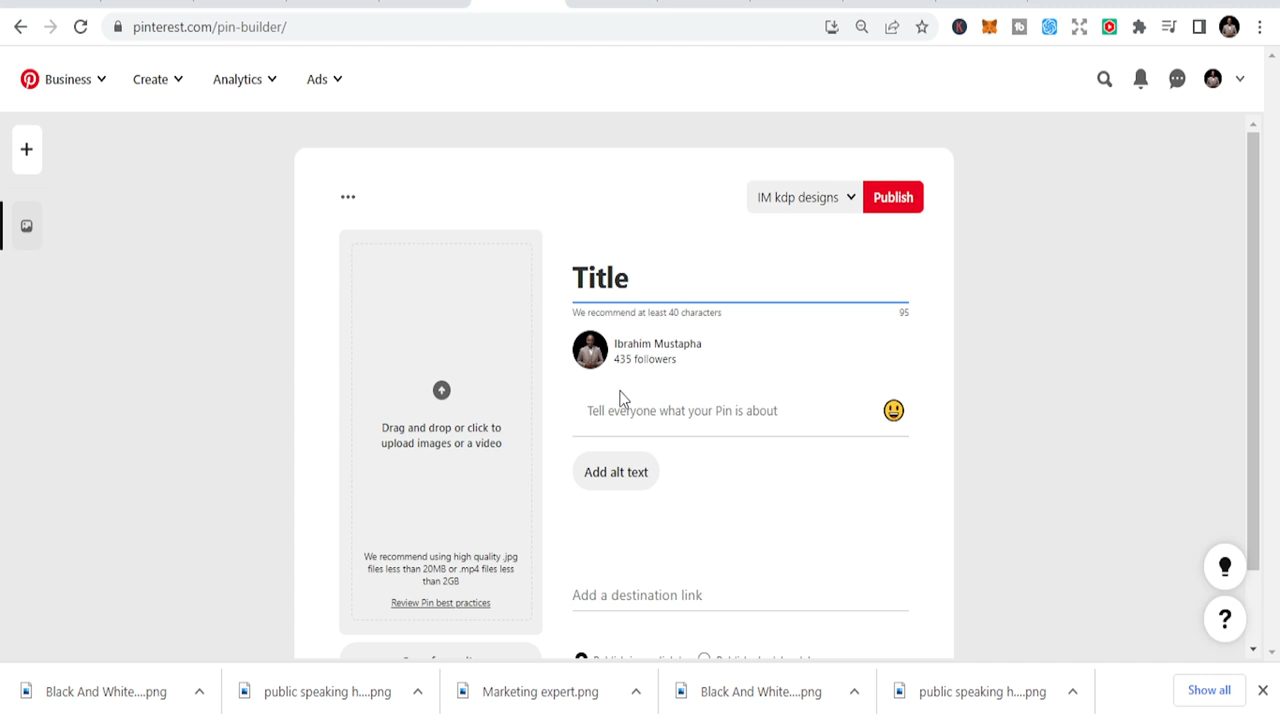 pinterest.com/pin-builder/
Business Create Analytics Ads
IM kdp designs Publish
Title
We recommend at least 40 characters 95
Ibrahim Mustapha
435 followers
Tell everyone what your Pin is about
Drag and drop or click to
upload images or a video
Add alt text
We recommend using high quality .jpg
files less than 20MB or .mp4 files less
than 2GB
Review Pin best practices
Add a destination link
Black And White....png public speaking h....png Marketing expert.png Black And White....png public speaking h....png Show all